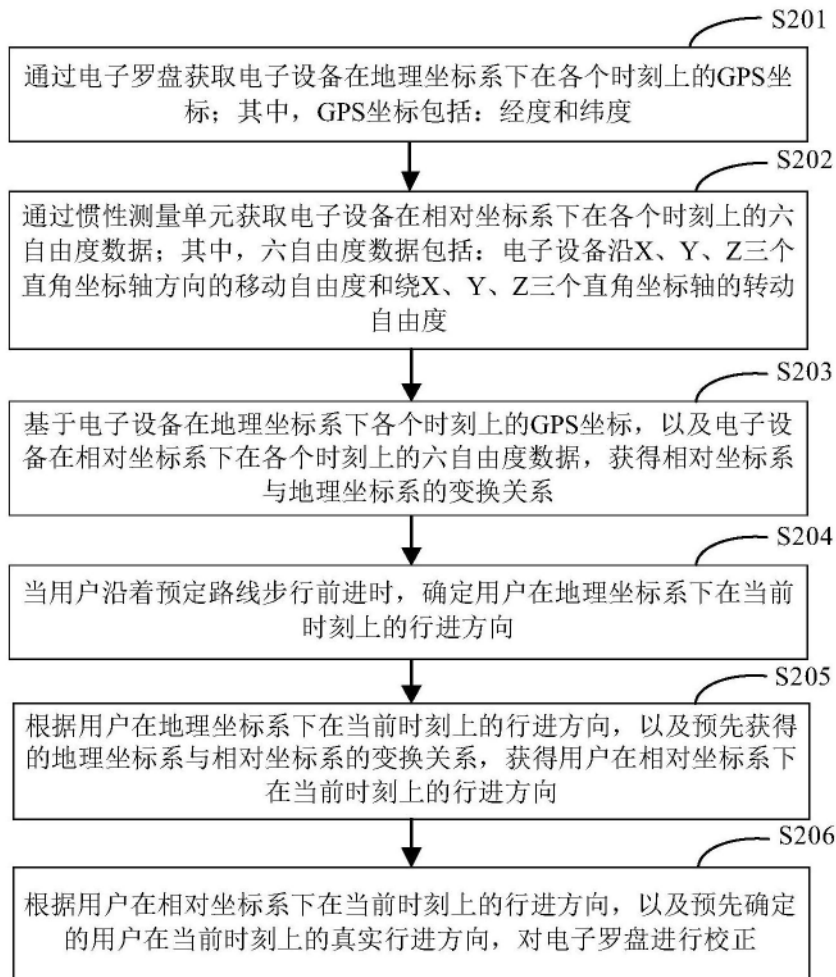 S201
通过电子罗盘获取电子设备在地理坐标系下在各个时刻上的GPS坐
标；其中，GPS坐标包括：经度和纬度
S202
通过惯性测量单元获取电子设备在相对坐标系下在各个时刻上的六
自由度数据；其中，六自由度数据包括：电子设备沿X、Y、Z三个
直角坐标轴方向的移动自由度和绕X、Y、Z三个直角坐标轴的转动
自由度
S203
基于电子设备在地理坐标系下各个时刻上的GPS坐标，以及电子设
备在相对坐标系下在各个时刻上的六自由度数据，获得相对坐标系
与地理坐标系的变换关系
S204
当用户沿着预定路线步行前进时，确定用户在地理坐标系下在当前
时刻上的行进方向
S205
根据用户在地理坐标系下在当前时刻上的行进方向，以及预先获得
的地理坐标系与相对坐标系的变换关系，获得用户在相对坐标系下
在当前时刻上的行进方向
S206
根据用户在相对坐标系下在当前时刻上的行进方向，以及预先确定
的用户在当前时刻上的真实行进方向，对电子罗盘进行校正